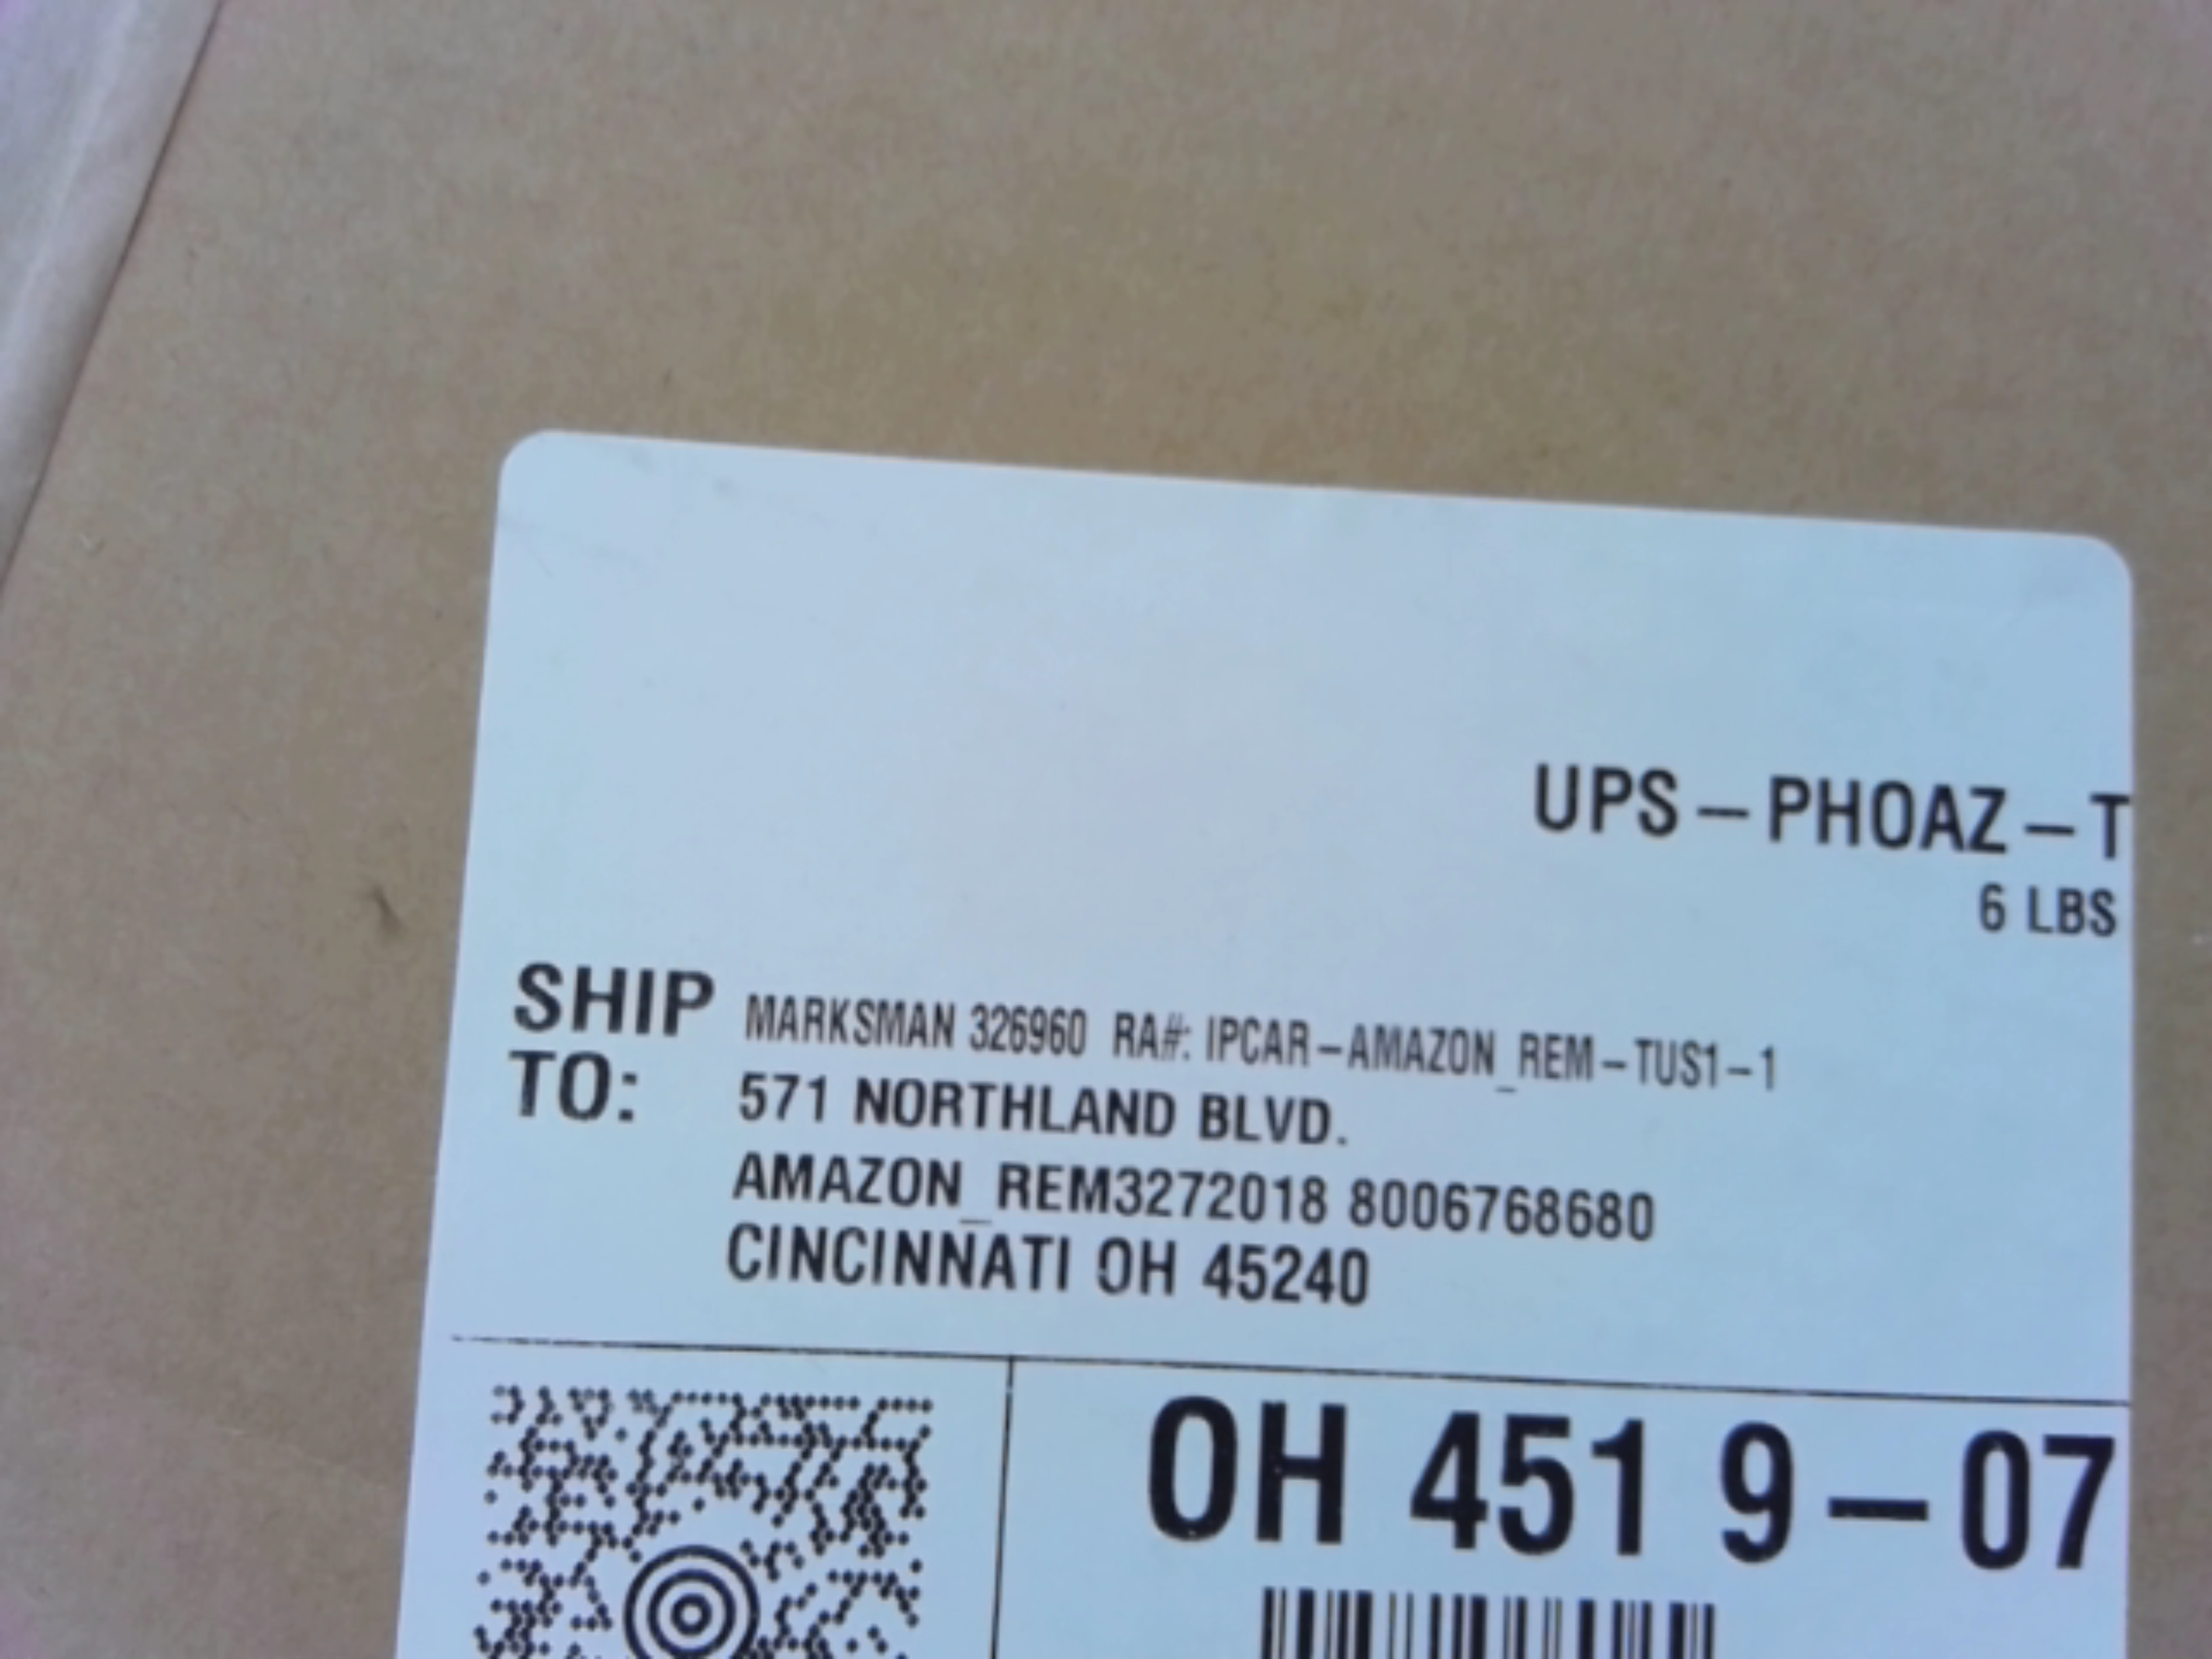 UPS – PHOAZ – T
6 LBS
SHIP TO:
MARKSMAN 326960 RA#: IPCAR–AMAZON_REM–TUS1–1
571 NORTHLAND BLVD.
AMAZON_REM3272018 8006768680
CINCINNATI OH 45240
OH 451 9–07